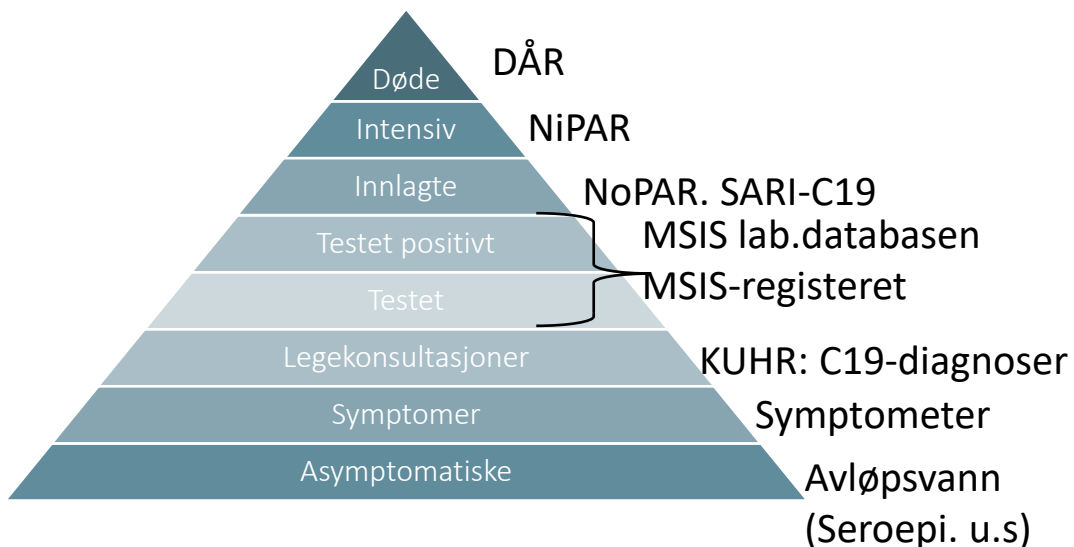 Døde
DÅR
Intensiv
NiPAR
Innlagte
NoPAR. SARI-C19
Testet positivt
MSIS lab.databasen
Testet
MSIS-registeret
Legekonsultasjoner
KUHR: C19-diagnoser
Symptomer
Symptometer
Asymptomatiske
Avløpsvann
(Seroepi. u.s)